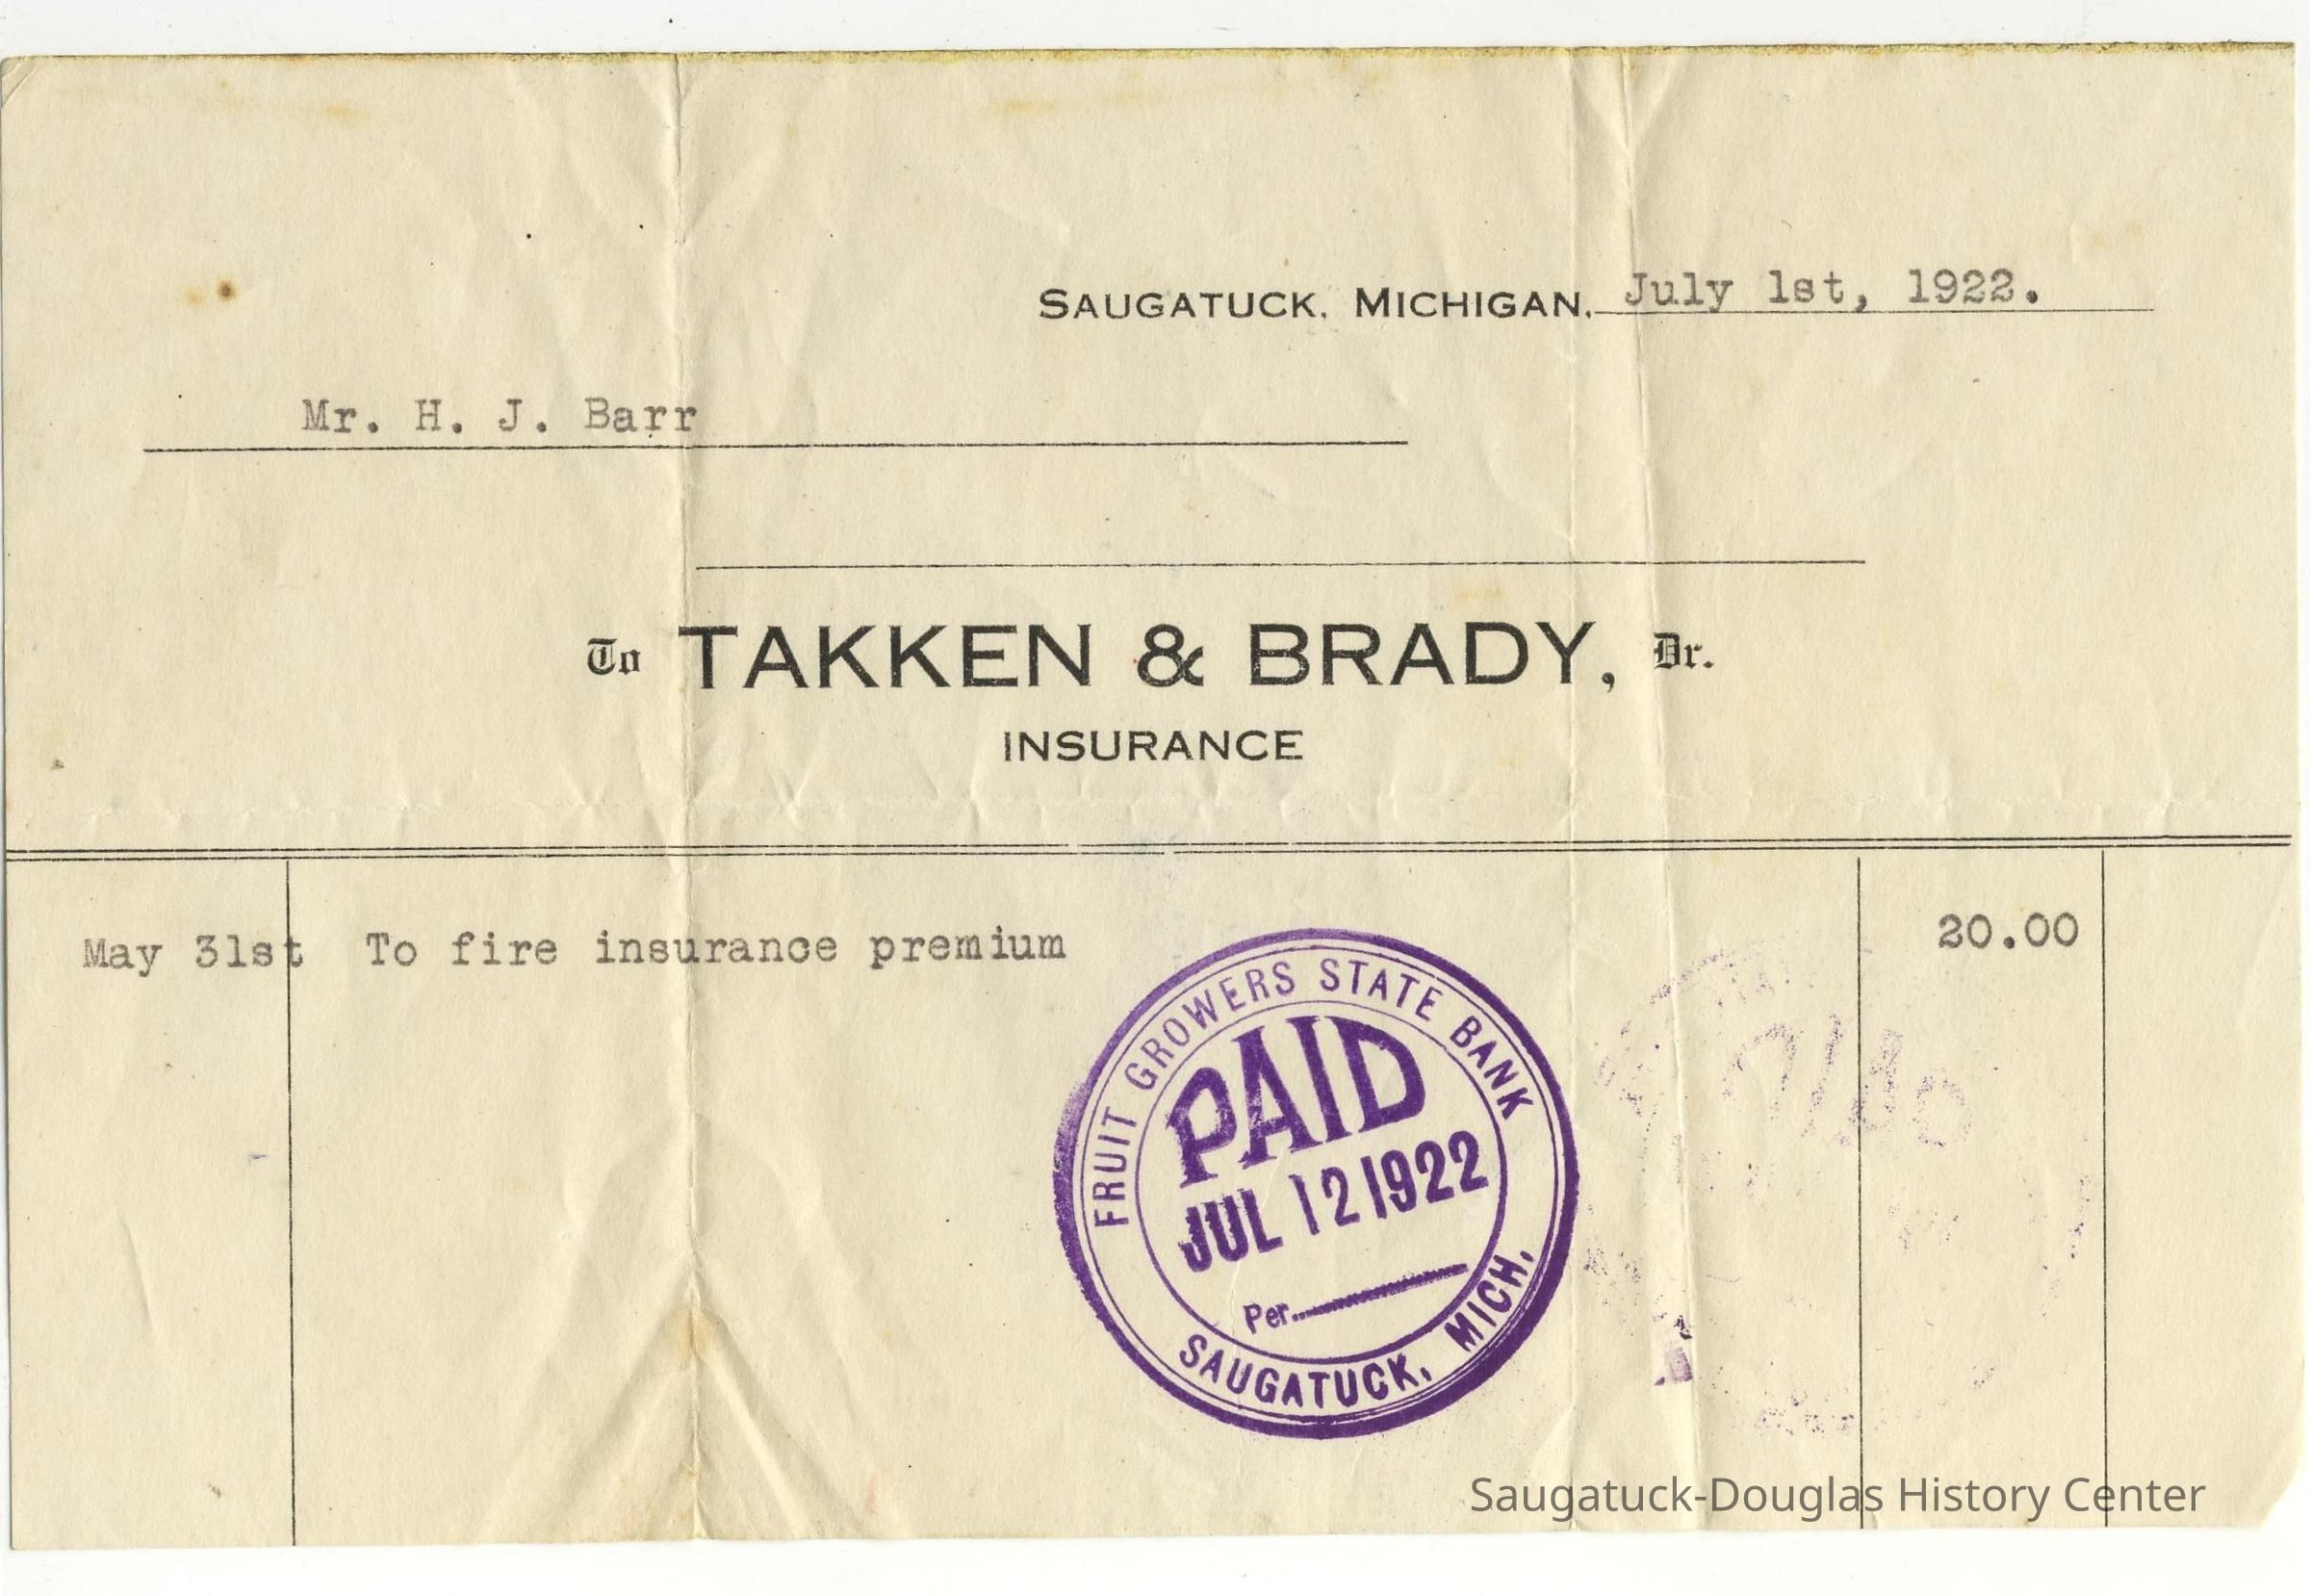 SAUGATUCK, MICHIGAN, July 1st, 1922.
Mr. H. J. Barr
To TAKKEN & BRADY, Dr.
INSURANCE
May 31st To fire insurance premium 20.00
FRUIT GROWERS STATE BANK
PAID
JUL 12 1922
Per
SAUGATUCK, MICH.
Saugatuck-Douglas History Center